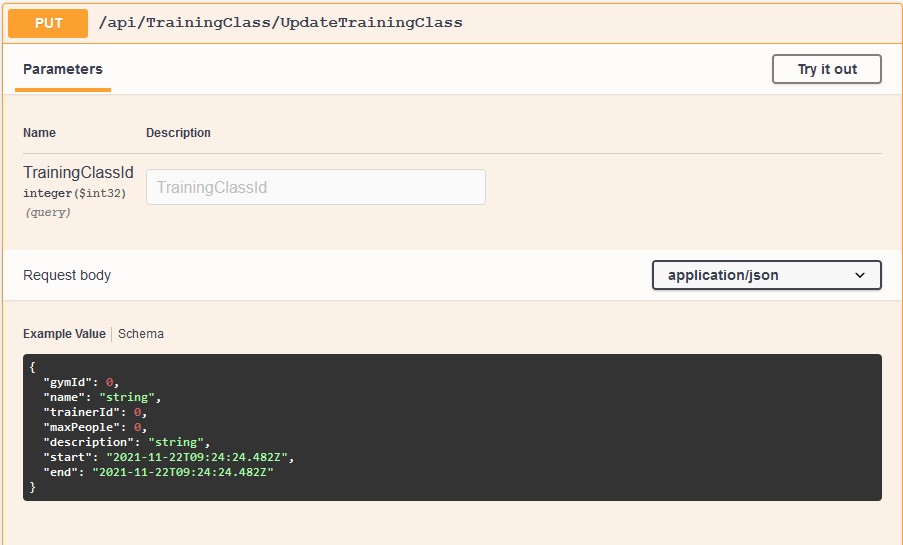 PUT /api/TrainingClass/UpdateTrainingClass
Parameters Try it out
Name Description
TrainingClassId
integer($int32)
(query)
TrainingClassId
Request body application/json
Example Value Schema
{
"gymId": 0,
"name": "string",
"trainerId": 0,
"maxPeople": 0,
"description": "string",
"start": "2021-11-22T09:24:24.482Z",
"end": "2021-11-22T09:24:24.482Z"
}